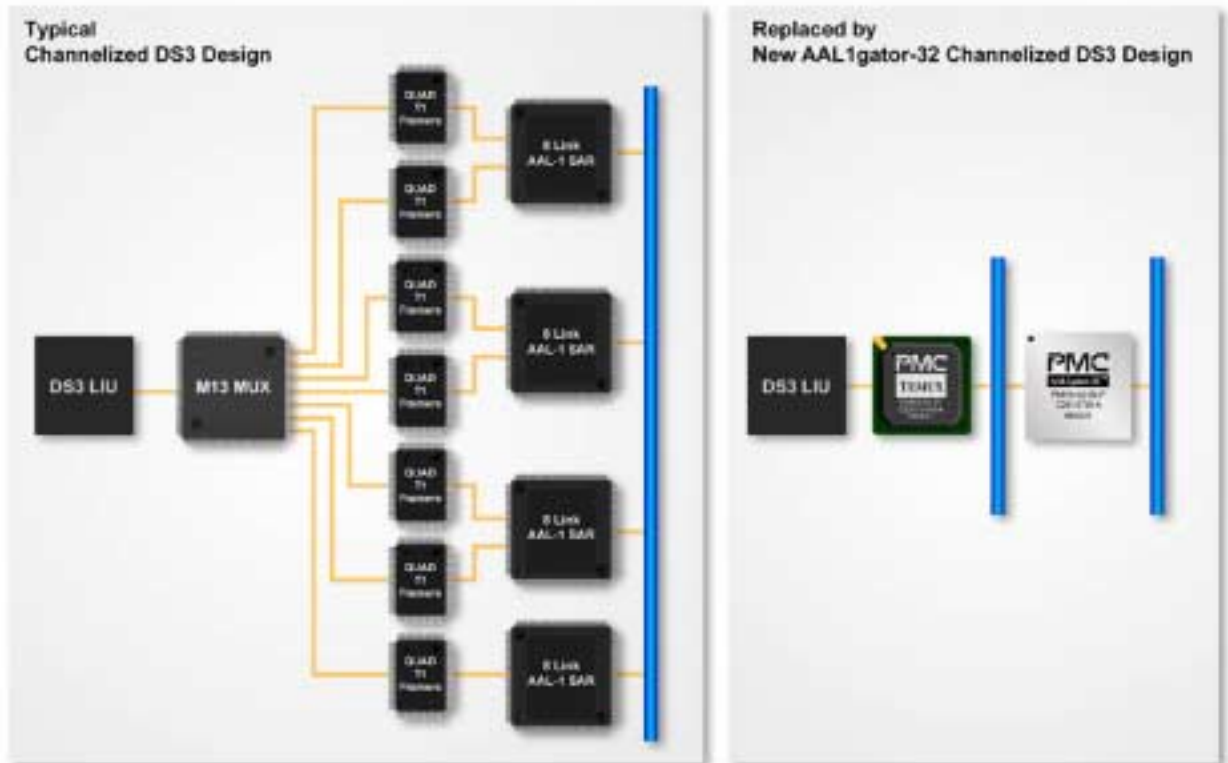 Typical
Channelized DS3 Design
QUAD
T1
Framers
8 Link
AAL-1 SAR
QUAD
T1
Framers
QUAD
T1
Framers
8 Link
AAL-1 SAR
DS3 LIU
M13 MUX
QUAD
T1
Framers
QUAD
T1
Framers
8 Link
AAL-1 SAR
QUAD
T1
Framers
QUAD
T1
Framers
8 Link
AAL-1 SAR
Replaced by
New AAL1gator-32 Channelized DS3 Design
DS3 LIU
PMC
TEMUX
PMC